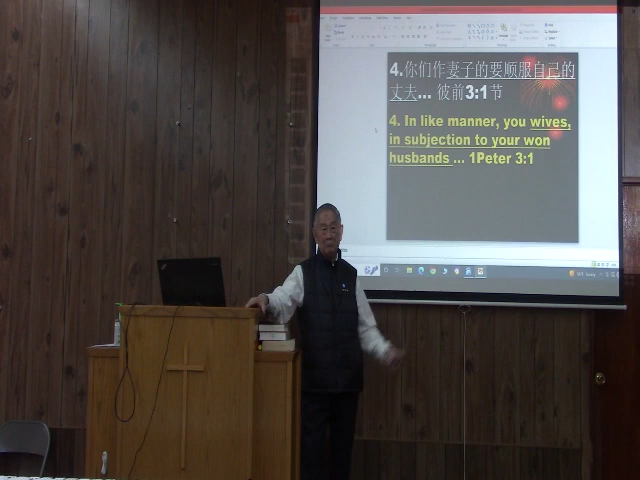 4.你们作妻子的要顺服自己的
丈夫... 彼前3:1节
4. In like manner, you wives,
in subjection to your won
husbands ... 1Peter 3:1